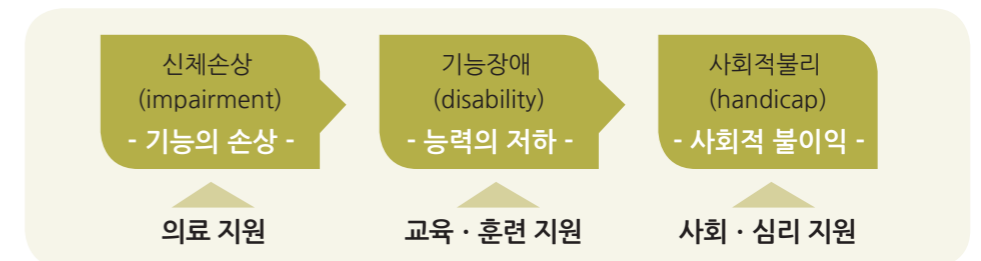 신체손상
(impairment)
- 기능의 손상 -
기능장애
(disability)
- 능력의 저하 -
사회적불리
(handicap)
- 사회적 불이익 -
의료 지원
교육 · 훈련 지원
사회 · 심리 지원